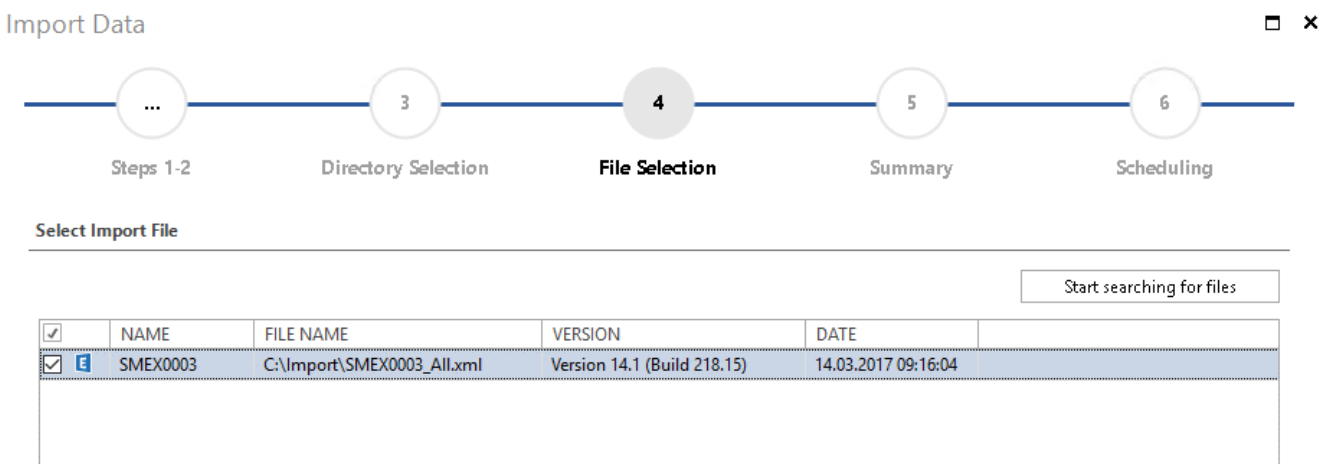 Import Data
... 3 4 5 6
Steps 1-2 Directory Selection File Selection Summary Scheduling
Select Import File
Start searching for files
NAME FILE NAME VERSION DATE
E SMEX0003 C:\Import\SMEX0003_All.xml Version 14.1 (Build 218.15) 14.03.2017 09:16:04